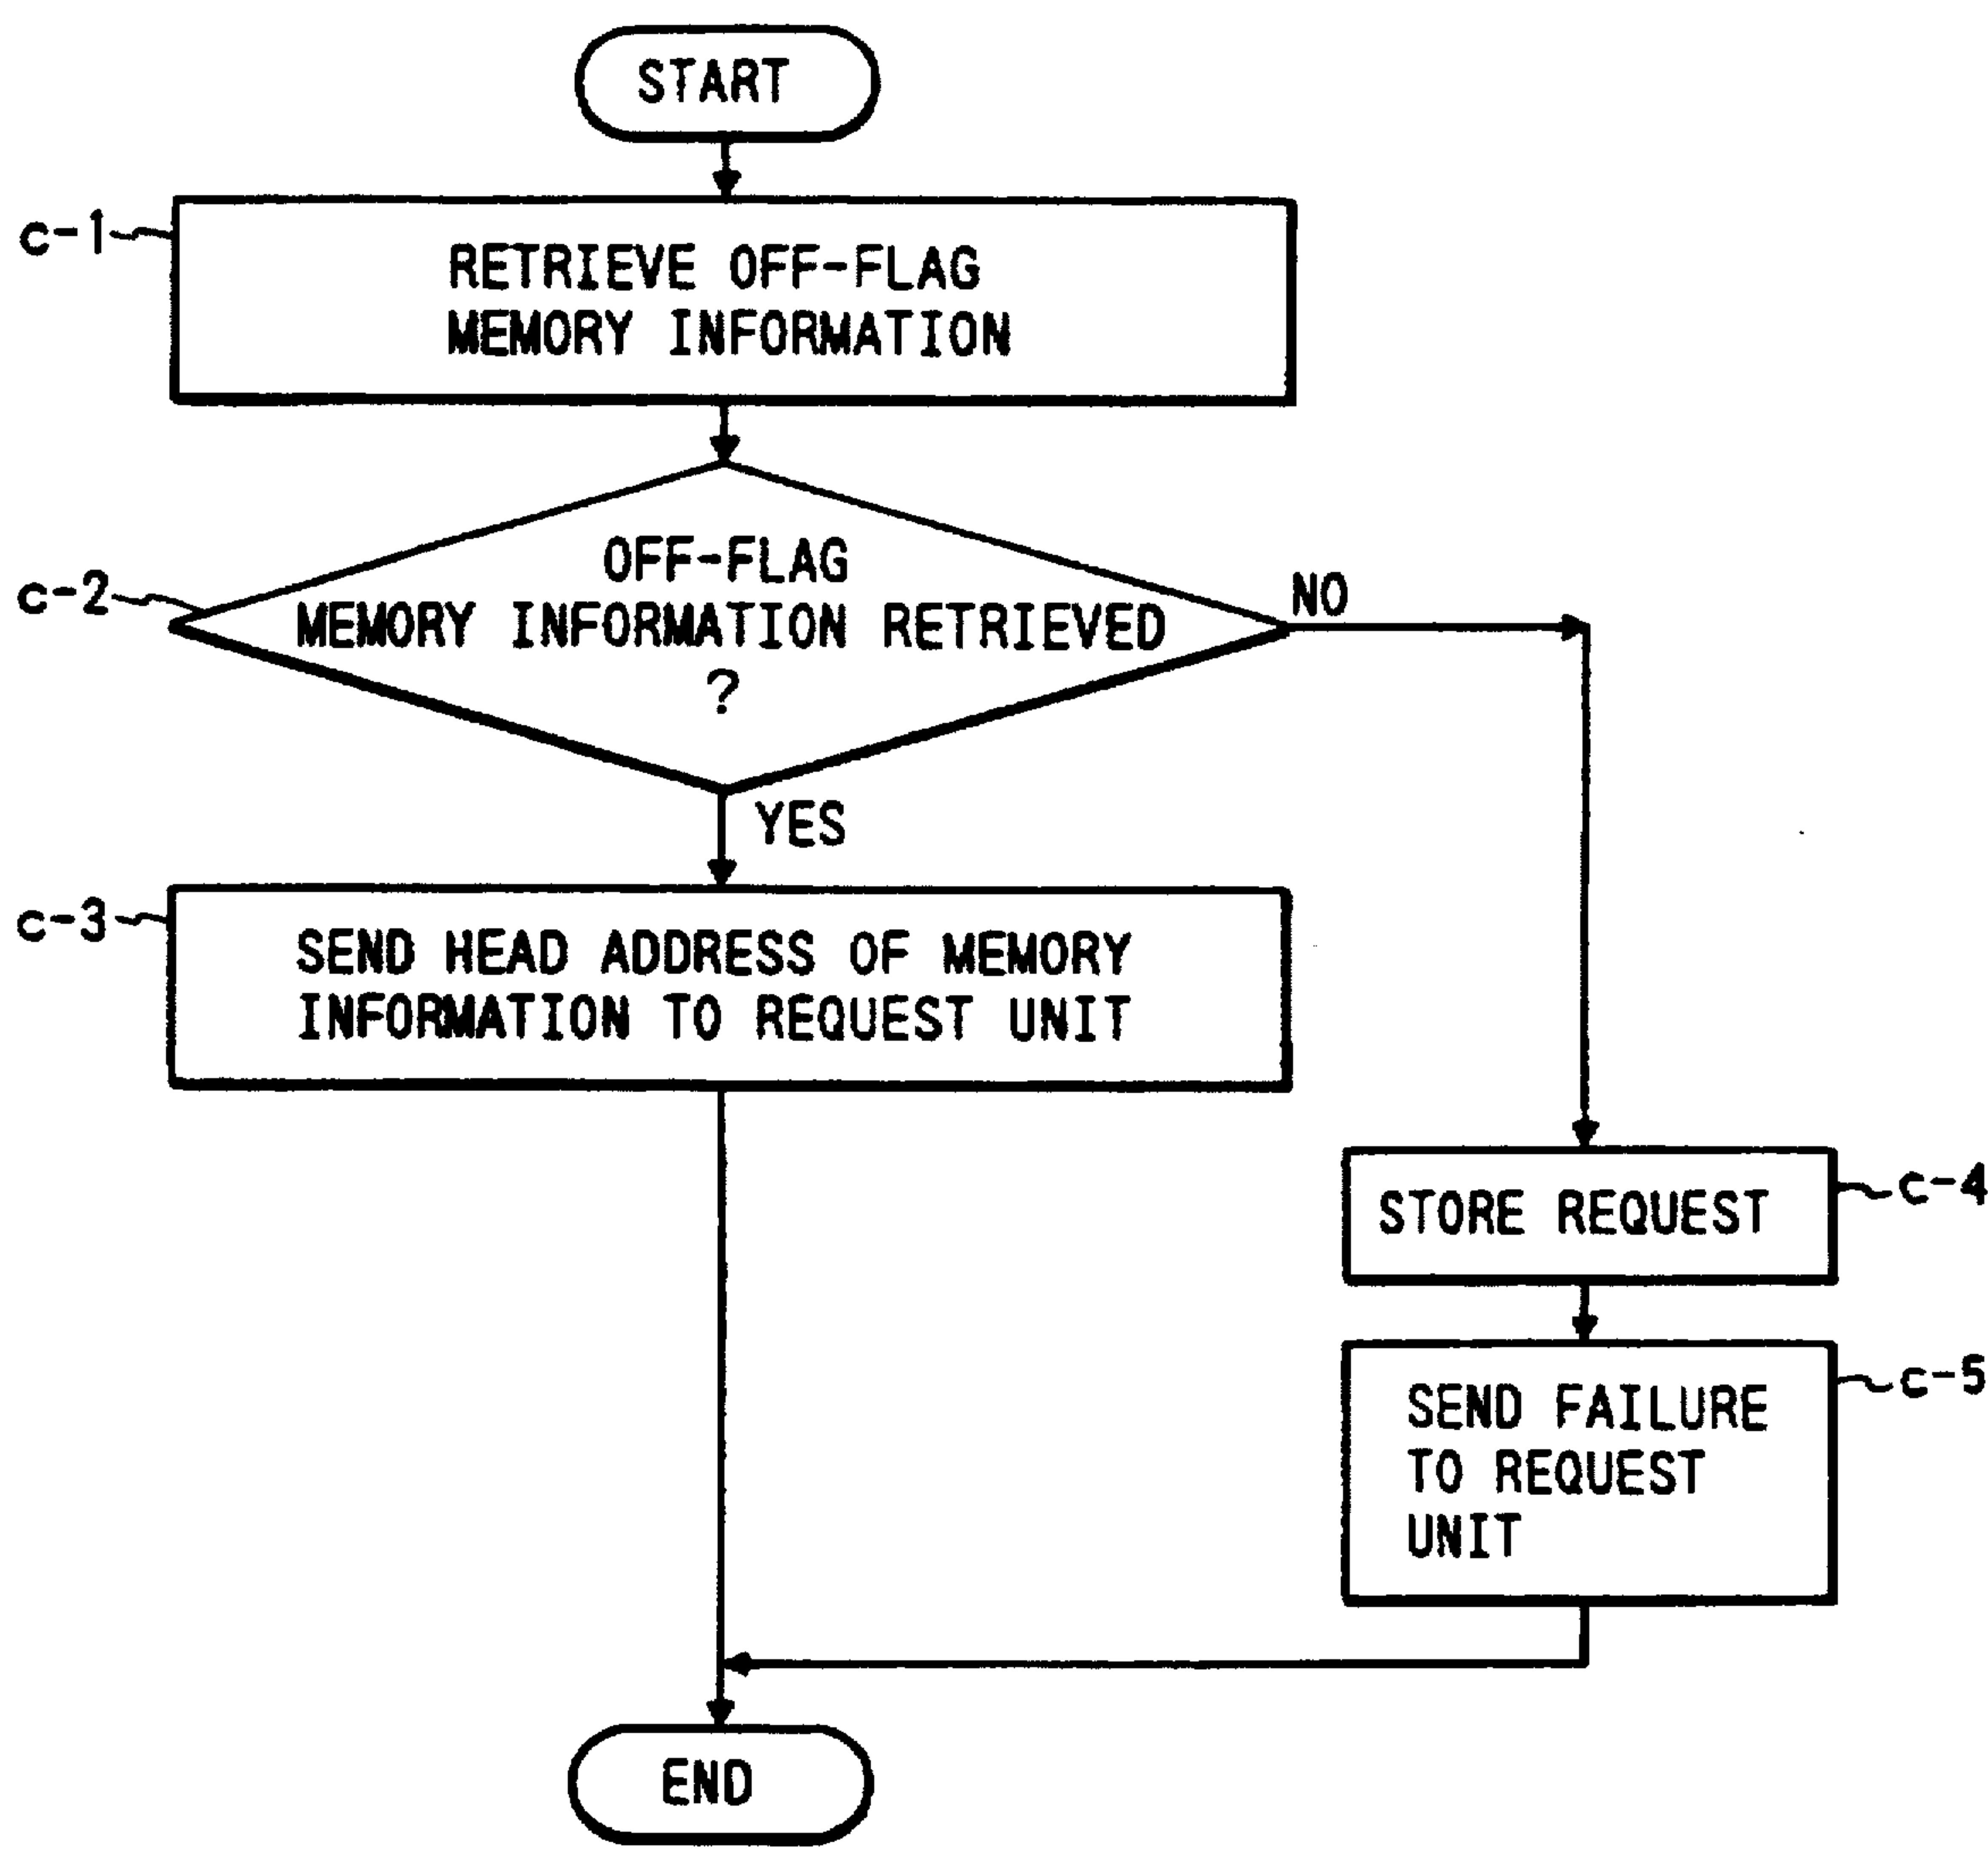 START
c-1
RETRIEVE OFF-FLAG
MEMORY INFORMATION
c-2
OFF-FLAG
MEMORY INFORMATION RETRIEVED
?
NO
YES
c-3
SEND HEAD ADDRESS OF MEMORY
INFORMATION TO REQUEST UNIT
STORE REQUEST
c-4
SEND FAILURE
TO REQUEST
UNIT
c-5
END